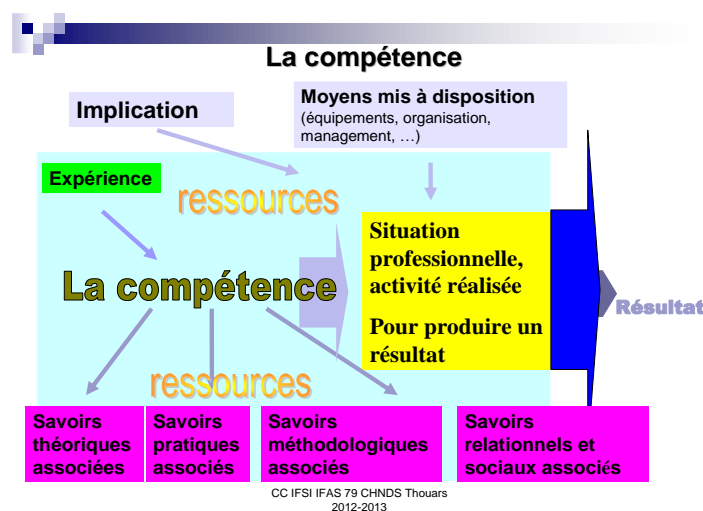 La compétence
Implication
Moyens mis à disposition
(équipements, organisation,
management, …)
Expérience
ressources
Situation
professionnelle,
activité réalisée
Pour produire un
résultat
La compétence
Résultat
ressources
Savoirs
théoriques
associées
Savoirs
pratiques
associés
Savoirs
méthodologiques
associés
Savoirs
relationnels et
sociaux associés
CC IFSI IFAS 79 CHNDS Thouars
2012-2013